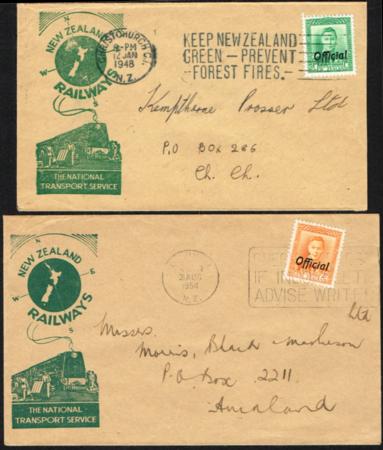 NEW ZEALAND
RAILWAYS
N
W
S
THE NATIONAL
TRANSPORT SERVICE
CHRISTCHURCH
3-PM
12 JAN
1948
N.Z.
KEEP NEW ZEALAND
GREEN - PREVENT
- FOREST FIRES. -
Official
Kempthorne Prosser Ltd
P.O BOX 286
Ch. Ch.
NEW ZEALAND
RAILWAYS
N
W
E
S
THE NATIONAL
TRANSPORT SERVICE
1954
N.Z.
IF
ADVISE WRITER
Official
Messrs.
Morris, Black Matheson
Ltd
P.O Box 2211
Auckland